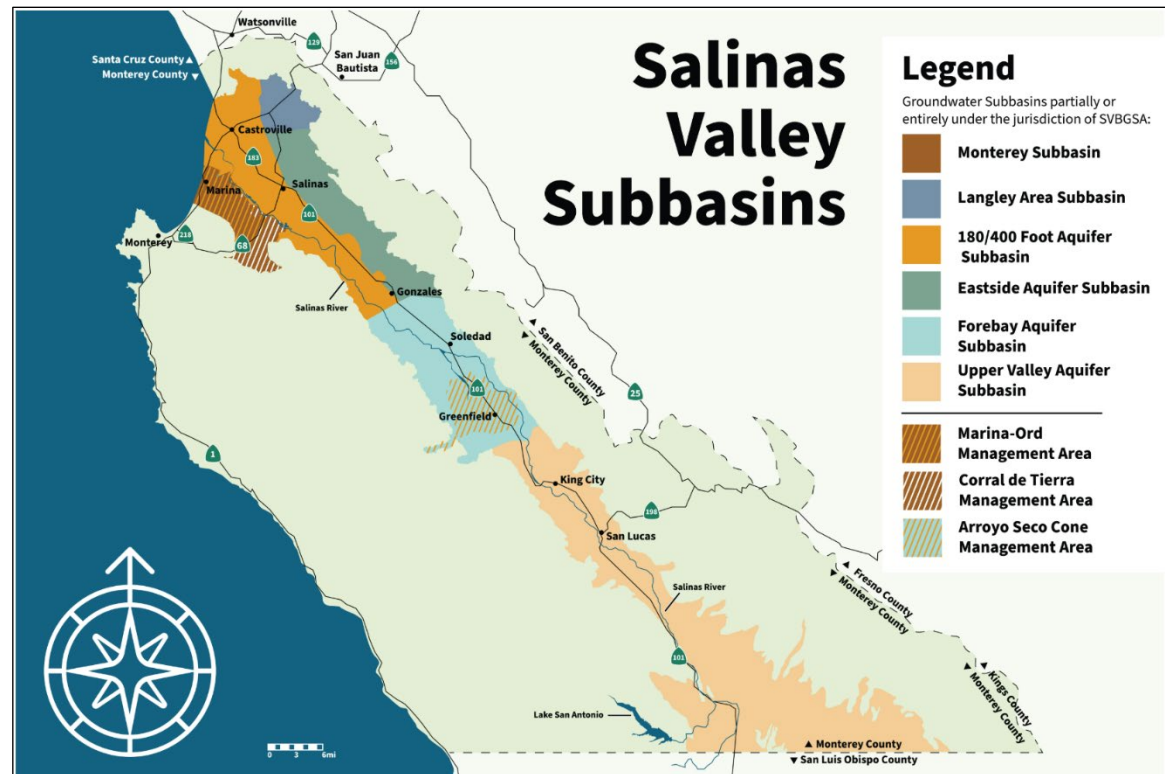 Salinas
Valley
Subbasins
Legend
Groundwater Subbasins partially or
entirely under the jurisdiction of SVBGSA:
Monterey Subbasin
Langley Area Subbasin
180/400 Foot Aquifer
Subbasin
Eastside Aquifer Subbasin
Forebay Aquifer
Subbasin
Upper Valley Aquifer
Subbasin
Marina-Ord
Management Area
Corral de Tierra
Management Area
Arroyo Seco Cone
Management Area
Watsonville
129
San Juan
Bautista
156
Santa Cruz County
Monterey County
Castroville
183
Marina
Salinas
101
Monterey
218
68
Salinas River
Gonzales
Soledad
San Benito County
Monterey County
25
101
Greenfield
1
King City
198
San Lucas
Salinas River
Fresno County
Monterey County
101
Kings County
Monterey County
Lake San Antonio
0 3 6mi
Monterey County
San Luis Obispo County